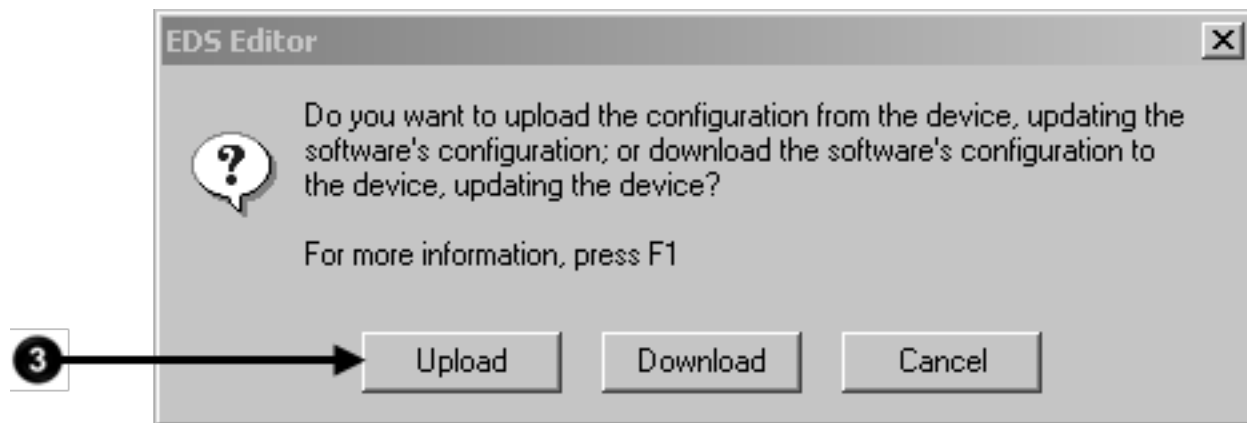 EDS Editor
Do you want to upload the configuration from the device, updating the
software's configuration; or download the software's configuration to
the device, updating the device?
For more information, press F1
3
Upload Download Cancel